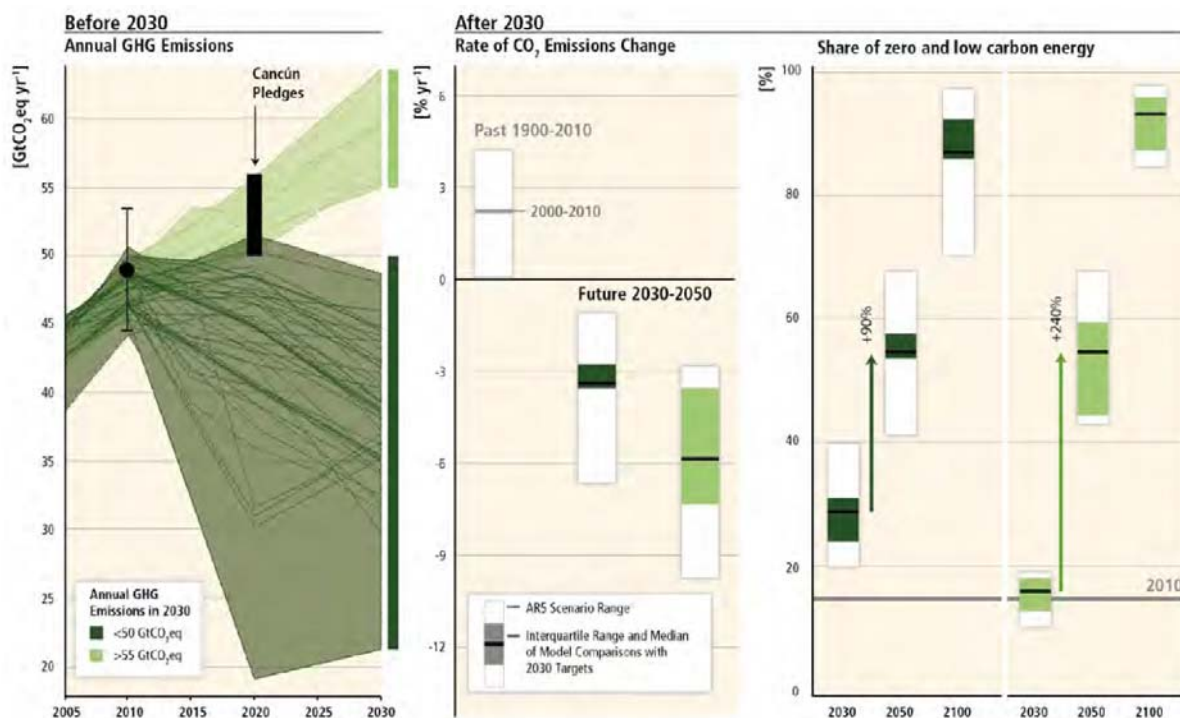 Before 2030
Annual GHG Emissions
[GtCO₂eq yr⁻¹]
60
55
50
45
40
35
30
25
20
2005 2010 2015 2020 2025 2030
Cancún
Pledges
Annual GHG
Emissions in 2030
<50 GtCO₂eq
>55 GtCO₂eq
After 2030
Rate of CO₂ Emissions Change
[% yr⁻¹]
6
3
0
-3
-6
-9
-12
Past 1900-2010
2000-2010
Future 2030-2050
AR5 Scenario Range
Interquartile Range and Median
of Model Comparisons with
2030 Targets
Share of zero and low carbon energy
[%]
100
80
60
40
20
0
+90%
+240%
2010
2030 2050 2100 2030 2050 2100